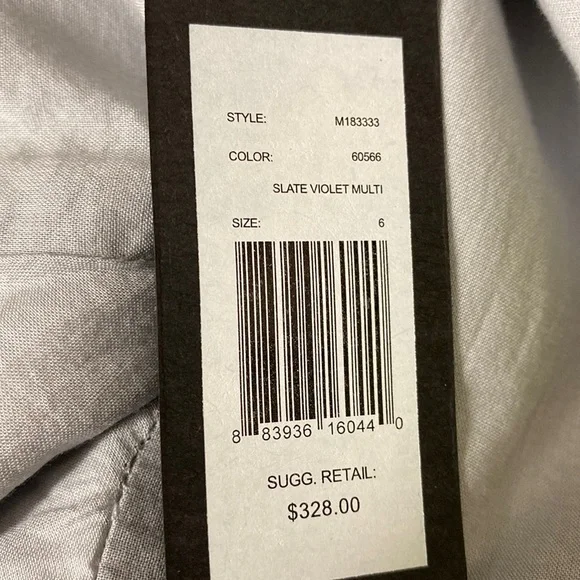 STYLE: M183333
COLOR: 60566
SLATE VIOLET MULTI
SIZE: 6
8 83936 16044 0
SUGG. RETAIL:
$328.00